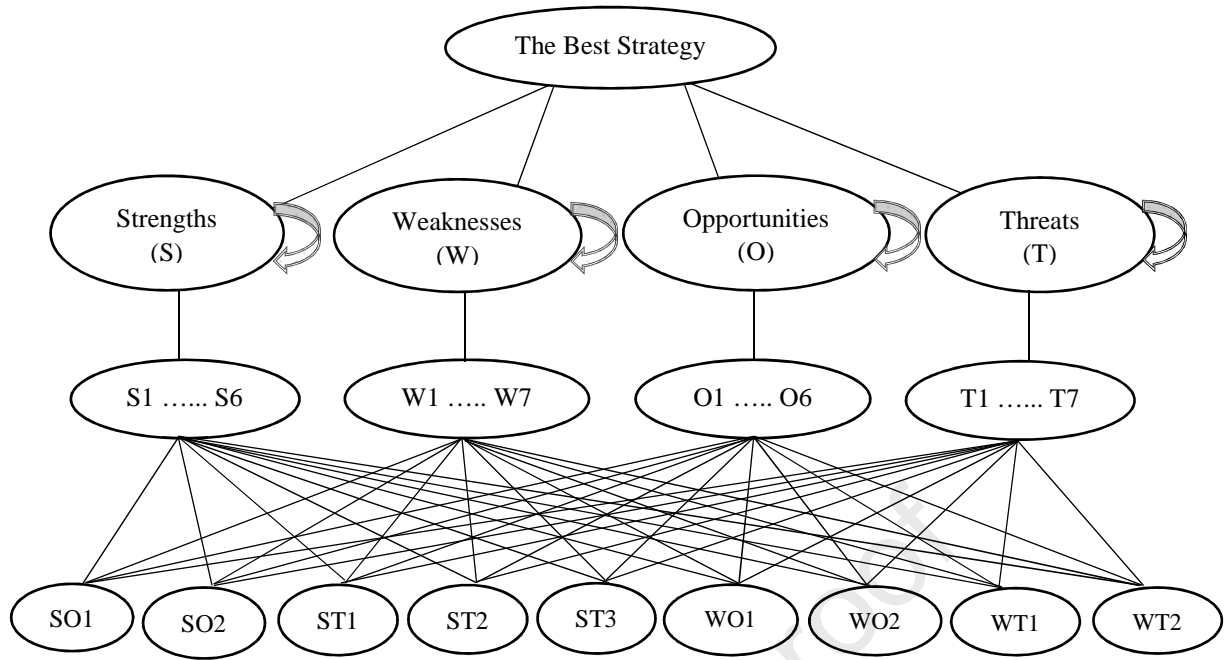 The Best Strategy
Strengths
(S)
Weaknesses
(W)
Opportunities
(O)
Threats
(T)
S1 …... S6
W1 ….. W7
O1 ….. O6
T1 …... T7
SO1
SO2
ST1
ST2
ST3
WO1
WO2
WT1
WT2
roof